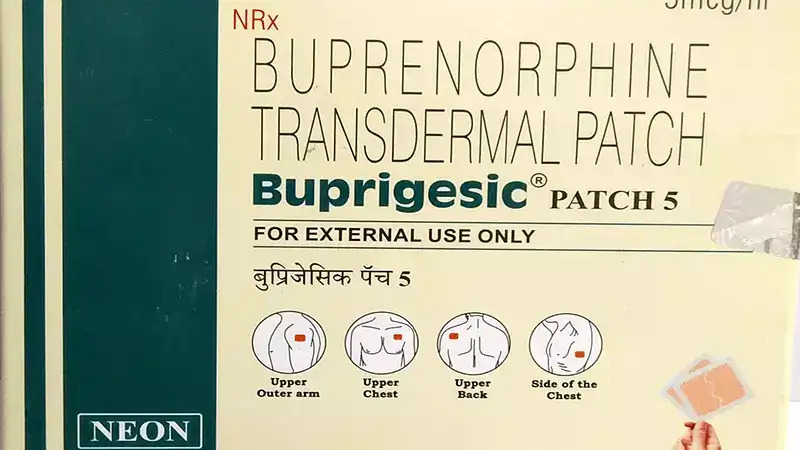 5mcg/hr
NRx
BUPRENORPHINE
TRANSDERMAL PATCH
Buprigesic® PATCH 5
FOR EXTERNAL USE ONLY
बुप्रिजेसिक पॅच 5
Upper
Outer arm
Upper
Chest
Upper
Back
Side of the
Chest
NEON